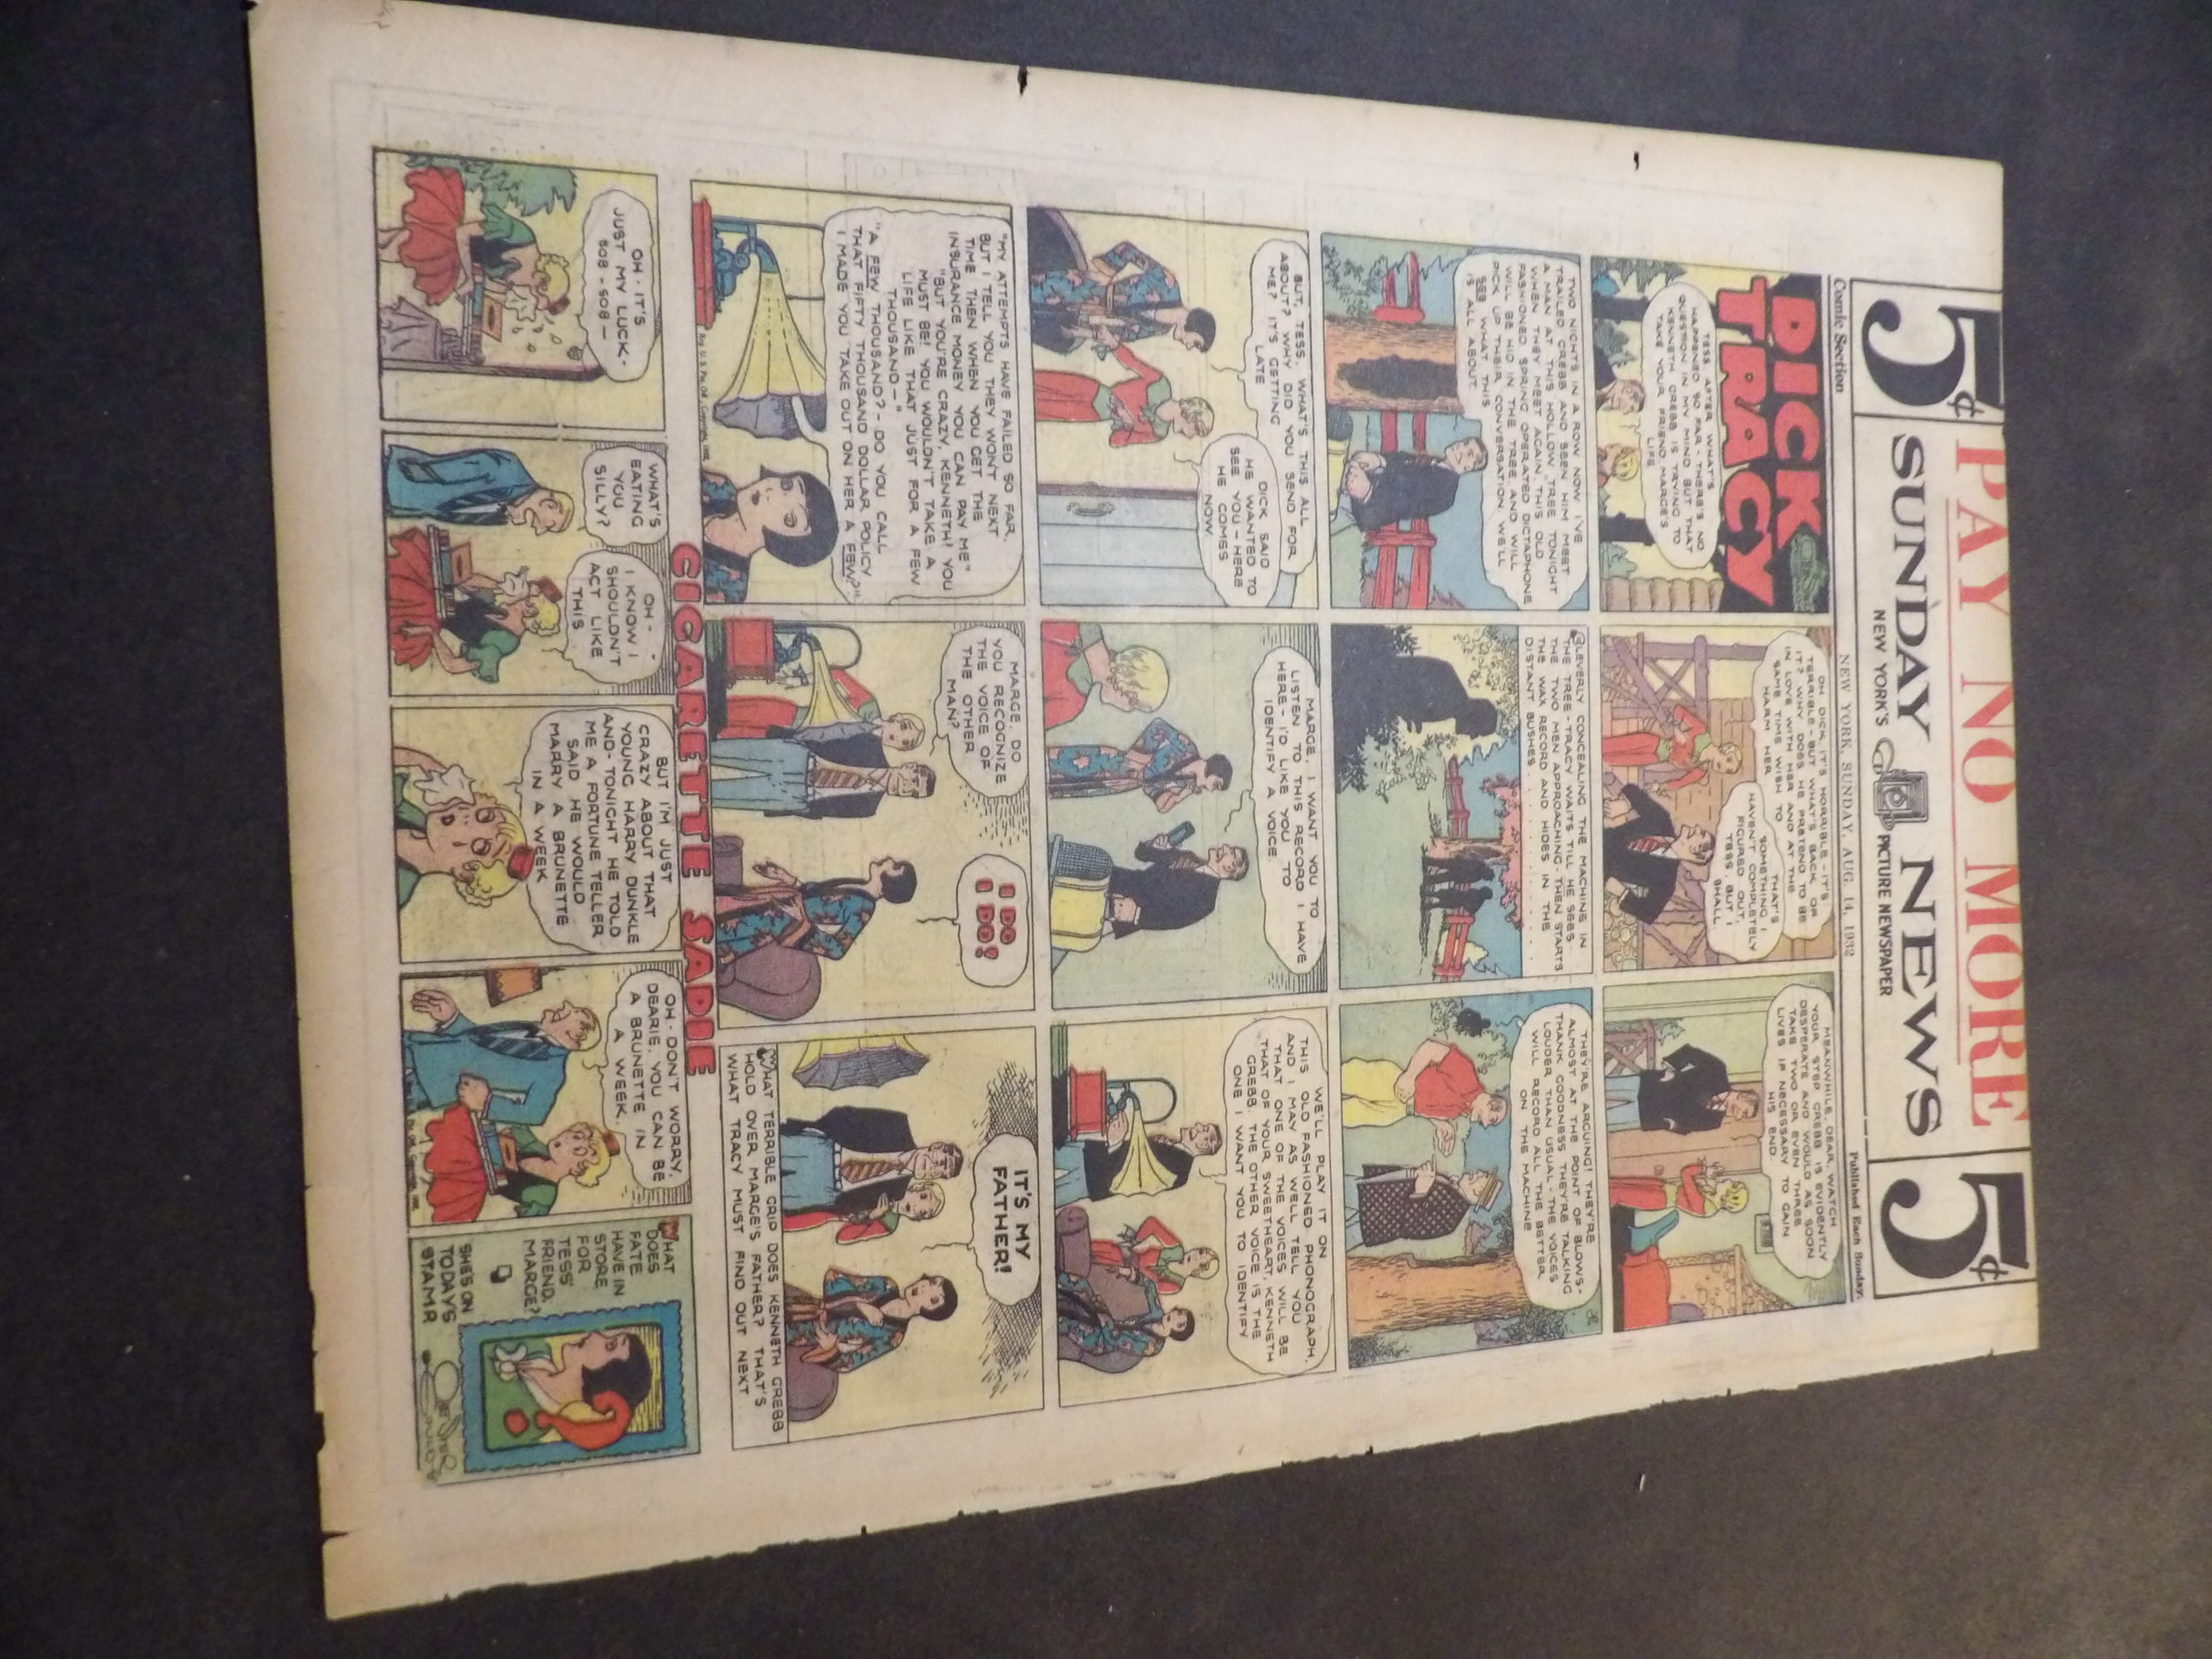 PAY NO MORE
5¢
SUNDAY NEWS
5¢
NEW YORK'S PICTURE NEWSPAPER
Comic Section
NEW YORK, SUNDAY, AUG. 14, 1932
Published Each Sunday.
DICK
TRACY
TESS AFTER WHAT'S
HAPPENED SO FAR - THERE'S NO
QUESTION IN MY MIND BUT THAT
KENNETH GREBB IS TRYING TO
TAKE YOUR FRIEND MARGE'S
LIFE
OH DICK, IT'S HORRIBLE - IT'S
TERRIBLE - BUT WHAT'S BACK OF
IT? WHY DOES HE PRETEND TO BE
IN LOVE WITH HER AND AT THE
SAME TIME WISH TO
HARM HER
THAT'S
SOMETHING I
HAVEN'T COMPLETELY
FIGURED OUT,
TESS, BUT I
SHALL
MEANWHILE, DEAR, WATCH
YOUR STEP. GREBB IS EVIDENTLY
DESPERATE AND WOULD AS SOON
TAKE TWO OR EVEN THREE
LIVES IF NECESSARY TO GAIN
HIS END
TWO NIGHTS IN A ROW NOW I'VE
TRAILED GREBB AND SEEN HIM MEET
A MAN AT THIS HOLLOW TREE. TONIGHT
WHEN THEY MEET AGAIN, THIS OLD
FASHIONED, SPRING OPERATED DICTAPHONE
WILL BE HID IN THE TREE AND WILL
PICK UP THEIR CONVERSATION. WE'LL
SEE WHAT THIS
IS ALL ABOUT.
CLEVERLY CONCEALING THE MACHINE IN
THE TREE - TRACY WAITS TILL HE SEES
THE TWO MEN APPROACHING - THEN STARTS
THE WAX RECORD AND HIDES IN THE
DISTANT BUSHES . . . . . . .
THEY'RE ARGUING! THEY'RE
ALMOST AT THE POINT OF BLOWS -
THANK GOODNESS THEY'RE TALKING
LOUDER THAN USUAL - THE VOICES
WILL RECORD ALL THE BETTER
ON THE MACHINE
BUT, TESS, WHAT'S THIS ALL
ABOUT? WHY DID YOU SEND FOR
ME? IT'S GETTING
LATE
DICK SAID
HE WANTED TO
SEE YOU - HERE
HE COMES
NOW.
MARGE, I WANT YOU TO
LISTEN TO THIS RECORD I HAVE
HERE - I'D LIKE YOU TO
IDENTIFY A VOICE
WE'LL PLAY IT ON
THIS OLD FASHIONED PHONOGRAPH,
AND I MAY AS WELL TELL YOU
THAT ONE OF THE VOICES WILL BE
THAT OF YOUR SWEETHEART, KENNETH
GREBB. THE OTHER VOICE IS THE
ONE I WANT YOU TO IDENTIFY
"MY ATTEMPTS HAVE FAILED SO FAR,
BUT I TELL YOU THEY WON'T NEXT
TIME THEN WHEN YOU GET THE
INSURANCE MONEY YOU CAN PAY ME"
"BUT YOU'RE CRAZY, KENNETH! YOU
MUST BE! YOU WOULDN'T TAKE A
LIFE LIKE THAT JUST FOR A FEW
THOUSAND —"
"A FEW THOUSAND? - DO YOU CALL
THAT FIFTY THOUSAND DOLLAR POLICY
I MADE YOU TAKE OUT ON HER A FEW?"
Reg. U. S. Pat. Off., Copyright, 1932,
MARGE, DO
YOU RECOGNIZE
THE VOICE OF
THE OTHER
MAN?
I DO
I DO!
IT'S MY
FATHER!
WHAT TERRIBLE GRIP DOES KENNETH GREBB
HOLD OVER MARGE'S FATHER? THAT'S
WHAT TRACY MUST FIND OUT NEXT
CIGARETTE SADIE
OH - IT'S
JUST MY LUCK -
SOB - SOB —
WHAT'S
EATING
YOU
SILLY?
OH -
I KNOW I
SHOULDN'T
ACT LIKE
THIS
BUT I'M JUST
CRAZY ABOUT THAT
YOUNG HARRY DUNKLE
AND - TONIGHT HE TOLD
ME A FORTUNE TELLER
SAID HE WOULD
MARRY A BRUNETTE
IN A WEEK
OH - DON'T WORRY,
DEARIE, YOU CAN BE
A BRUNETTE IN
A WEEK.
WHAT
DOES
FATE
HAVE IN
STORE
FOR
TESS'
FRIEND,
MARGE?
SHE'S ON
TODAY'S
STAMP
CHESTER
GOULD